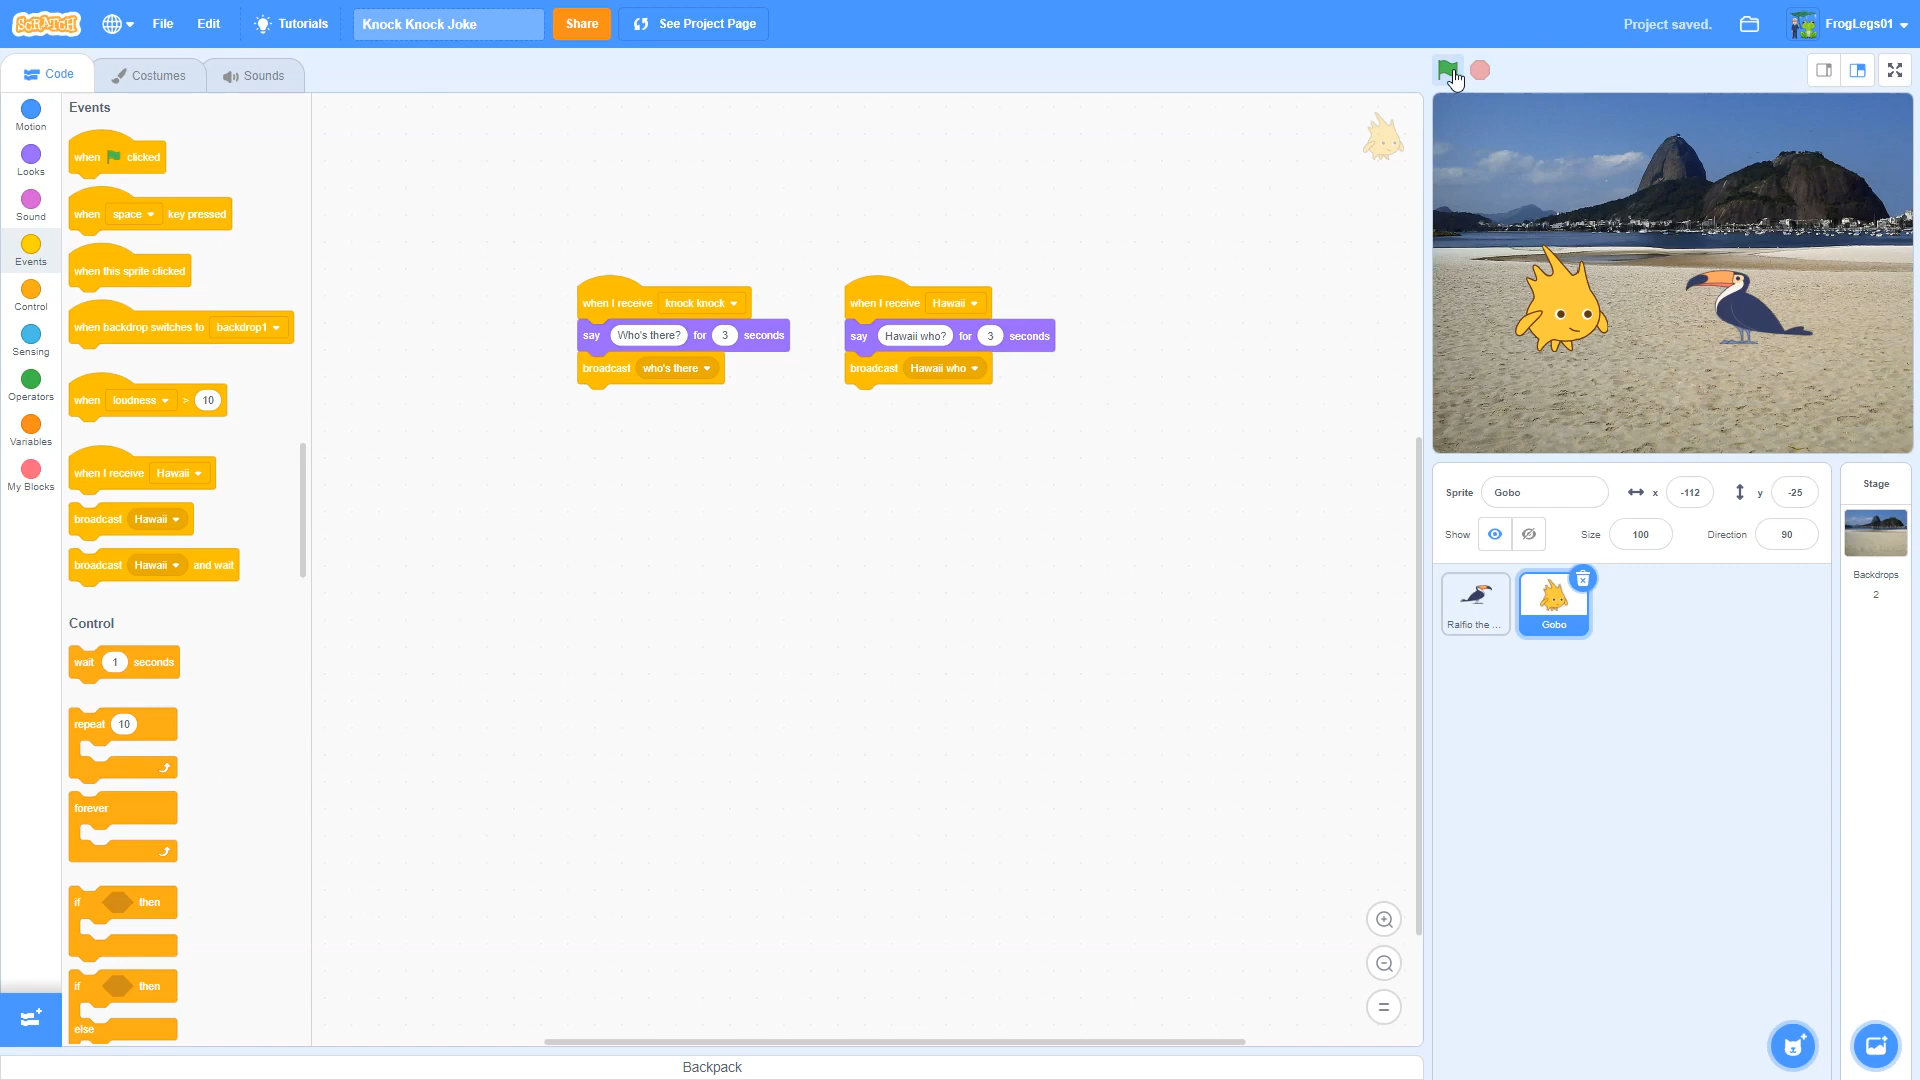 SCRATCH File Edit Tutorials Knock Knock Joke Share See Project Page Project saved. FrogLegs01
Code Costumes Sounds
Motion
Looks
Sound
Events
Control
Sensing
Operators
Variables
My Blocks
Events
when clicked
when space key pressed
when this sprite clicked
when backdrop switches to backdrop1
when loudness > 10
when I receive Hawaii
broadcast Hawaii
broadcast Hawaii and wait
Control
wait 1 seconds
repeat 10
forever
if then
if then
else
when I receive knock knock
say Who's there? for 3 seconds
broadcast who's there
when I receive Hawaii
say Hawaii who? for 3 seconds
broadcast Hawaii who
Sprite Gobo x -112 y -25
Show Size 100 Direction 90
Ralfio the ...
Gobo
Stage
Backdrops
2
Backpack